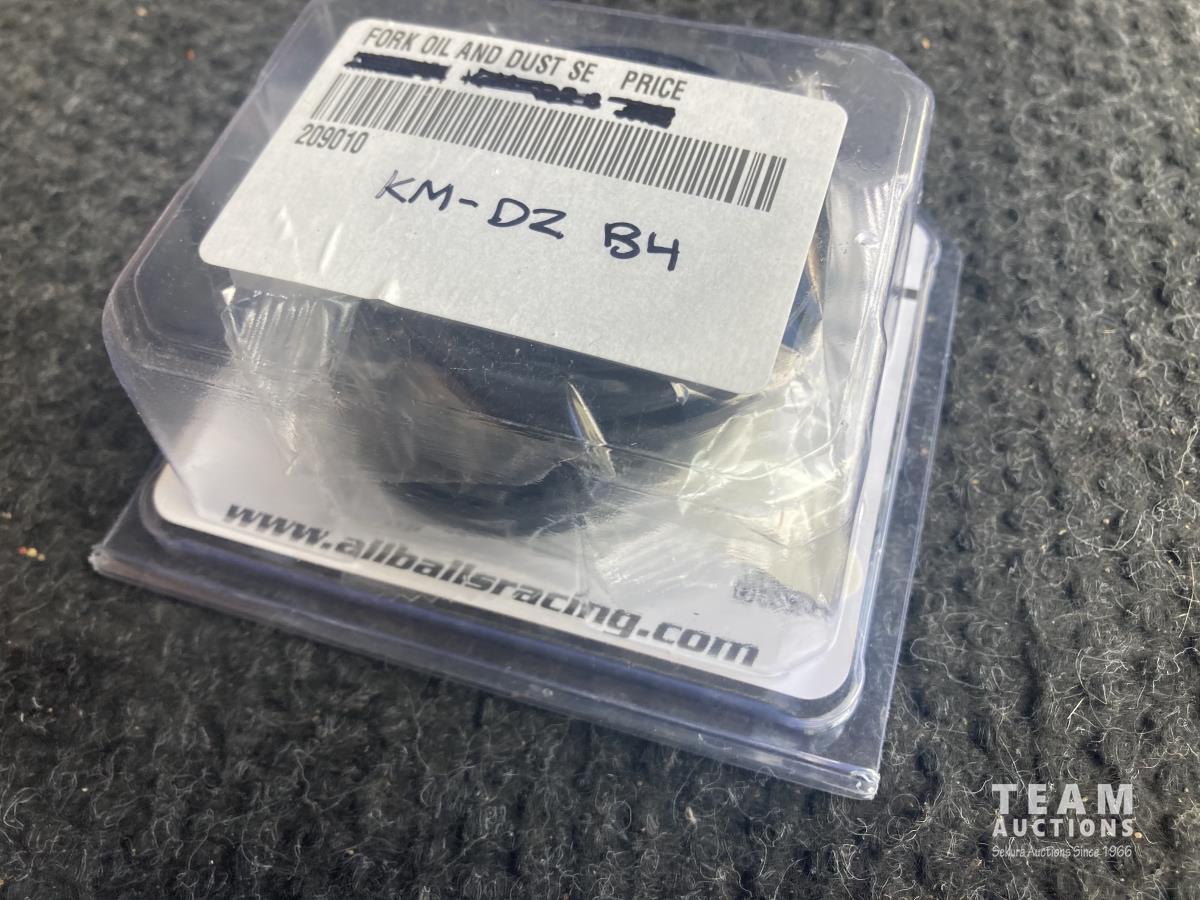 FORK OIL AND DUST SE PRICE
209010
KM-DZ B4
www.allballsracing.com
TEAM
AUCTIONS
Sekura Auctions Since 1966